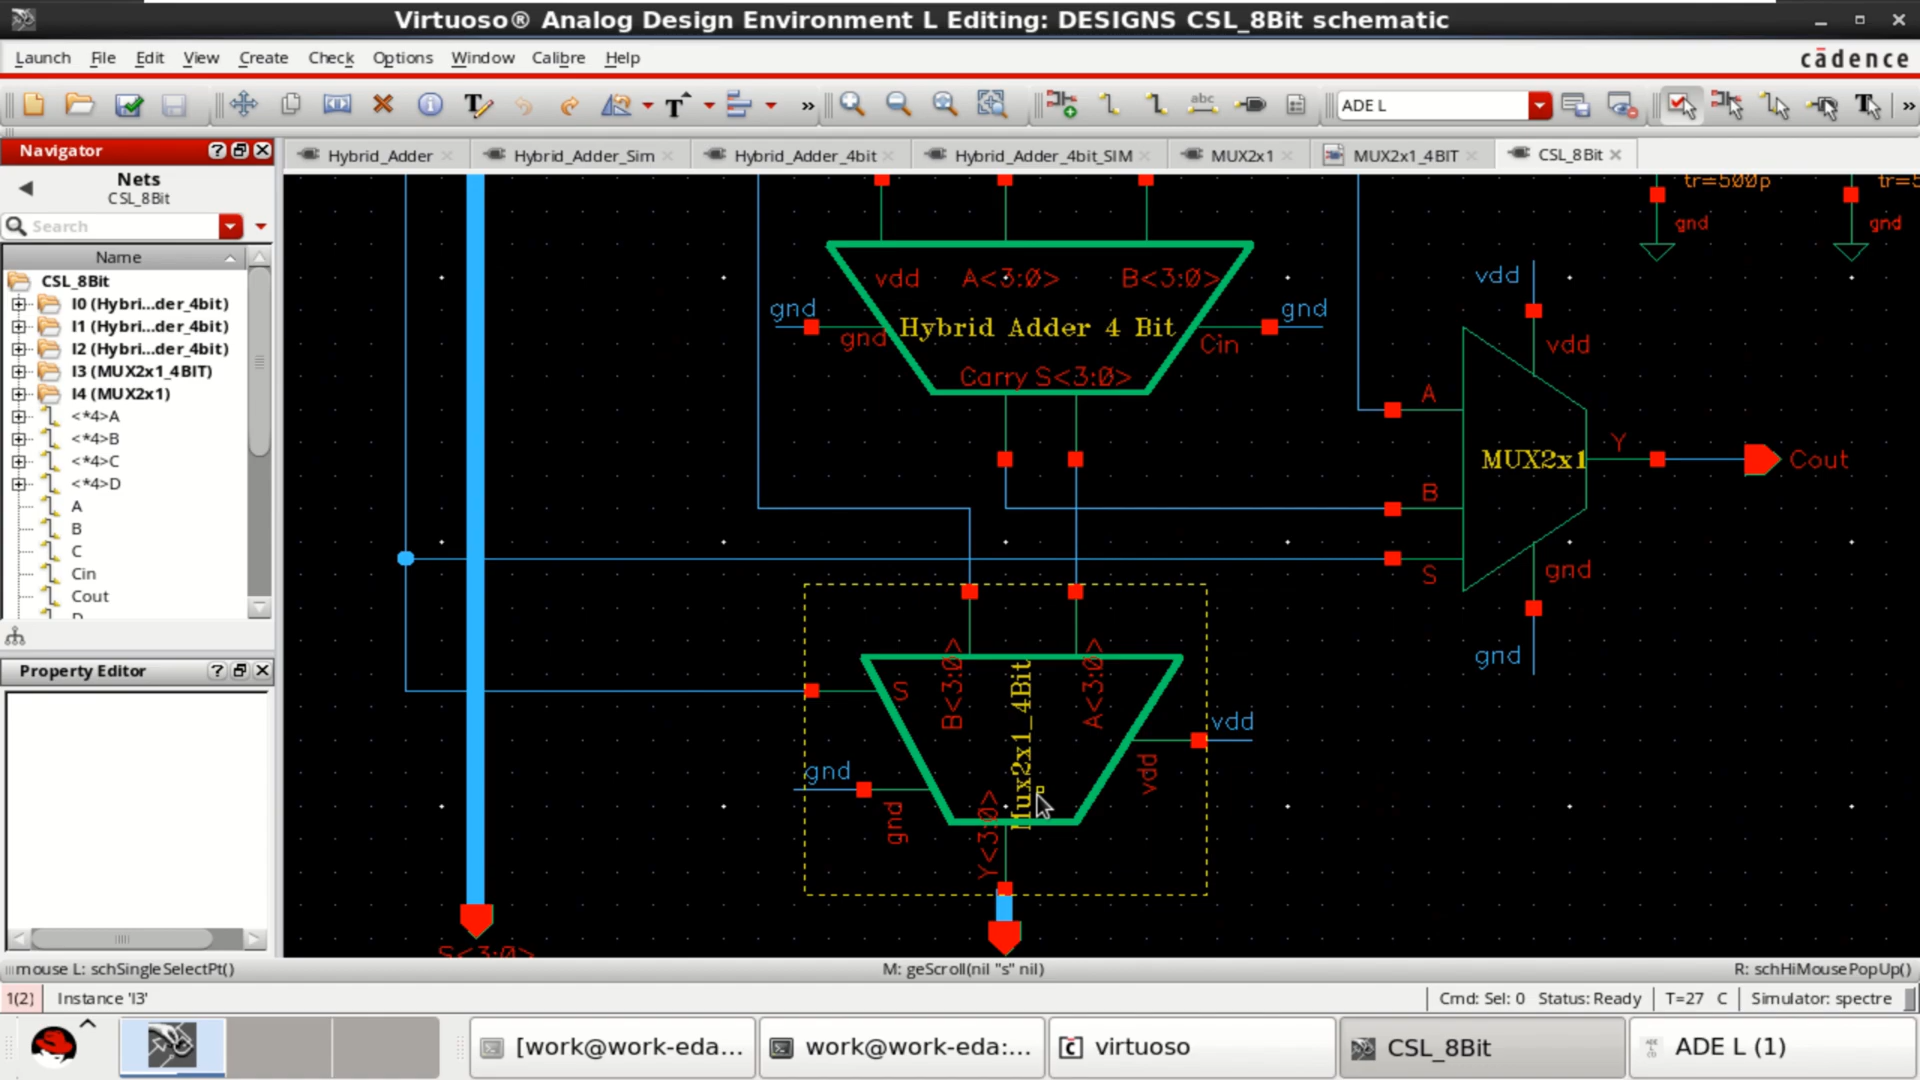 Virtuoso® Analog Design Environment L Editing: DESIGNS CSL_8Bit schematic
Launch File Edit View Create Check Options Window Calibre Help
cādence
abc
ADE L
Navigator
Hybrid_Adder
Hybrid_Adder_Sim
Hybrid_Adder_4bit
Hybrid_Adder_4bit_SIM
MUX2x1
MUX2x1_4BIT
CSL_8Bit
Nets
CSL_8Bit
Search
Name
CSL_8Bit
I0 (Hybri...der_4bit)
I1 (Hybri...der_4bit)
I2 (Hybri...der_4bit)
I3 (MUX2x1_4BIT)
I4 (MUX2x1)
<*4>A
<*4>B
<*4>C
<*4>D
A
B
C
Cin
Cout
Property Editor
tr=500p
tr=5
gnd
gnd
vdd A<3:0> B<3:0>
gnd
gnd
Hybrid Adder 4 Bit
gnd
Cin
Carry S<3:0>
vdd
vdd
A
MUX2x1
Y
Cout
B
S
gnd
gnd
S
B<3:0>
Mux2x1_4Bit
A<3:0>
vdd
vdd
gnd
gnd
Y<3:0>
S<3:0>
mouse L: schSingleSelectPt()
M: geScroll(nil "s" nil)
R: schHiMousePopUp()
1(2)
Instance 'I3'
Cmd: Sel: 0
Status: Ready
T=27 C
Simulator: spectre
[work@work-eda...
work@work-eda:...
virtuoso
CSL_8Bit
ADE L (1)